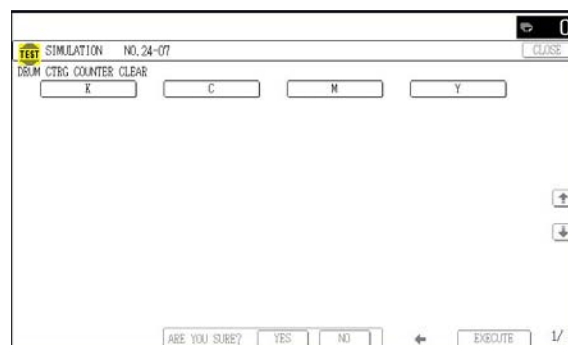 0
TEST SIMULATION NO. 24-07 CLOSE
DRUM CTRG COUNTER CLEAR
K C M Y
ARE YOU SURE? YES NO EXECUTE 1/